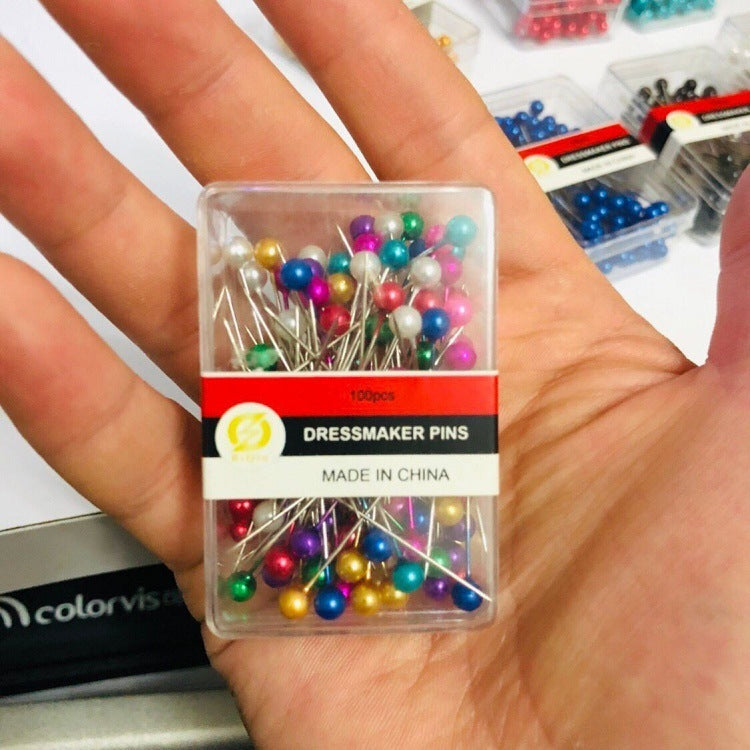 100pcs
DRESSMAKER PINS
MADE IN CHINA
DRESSMAKER PINS
colorvis